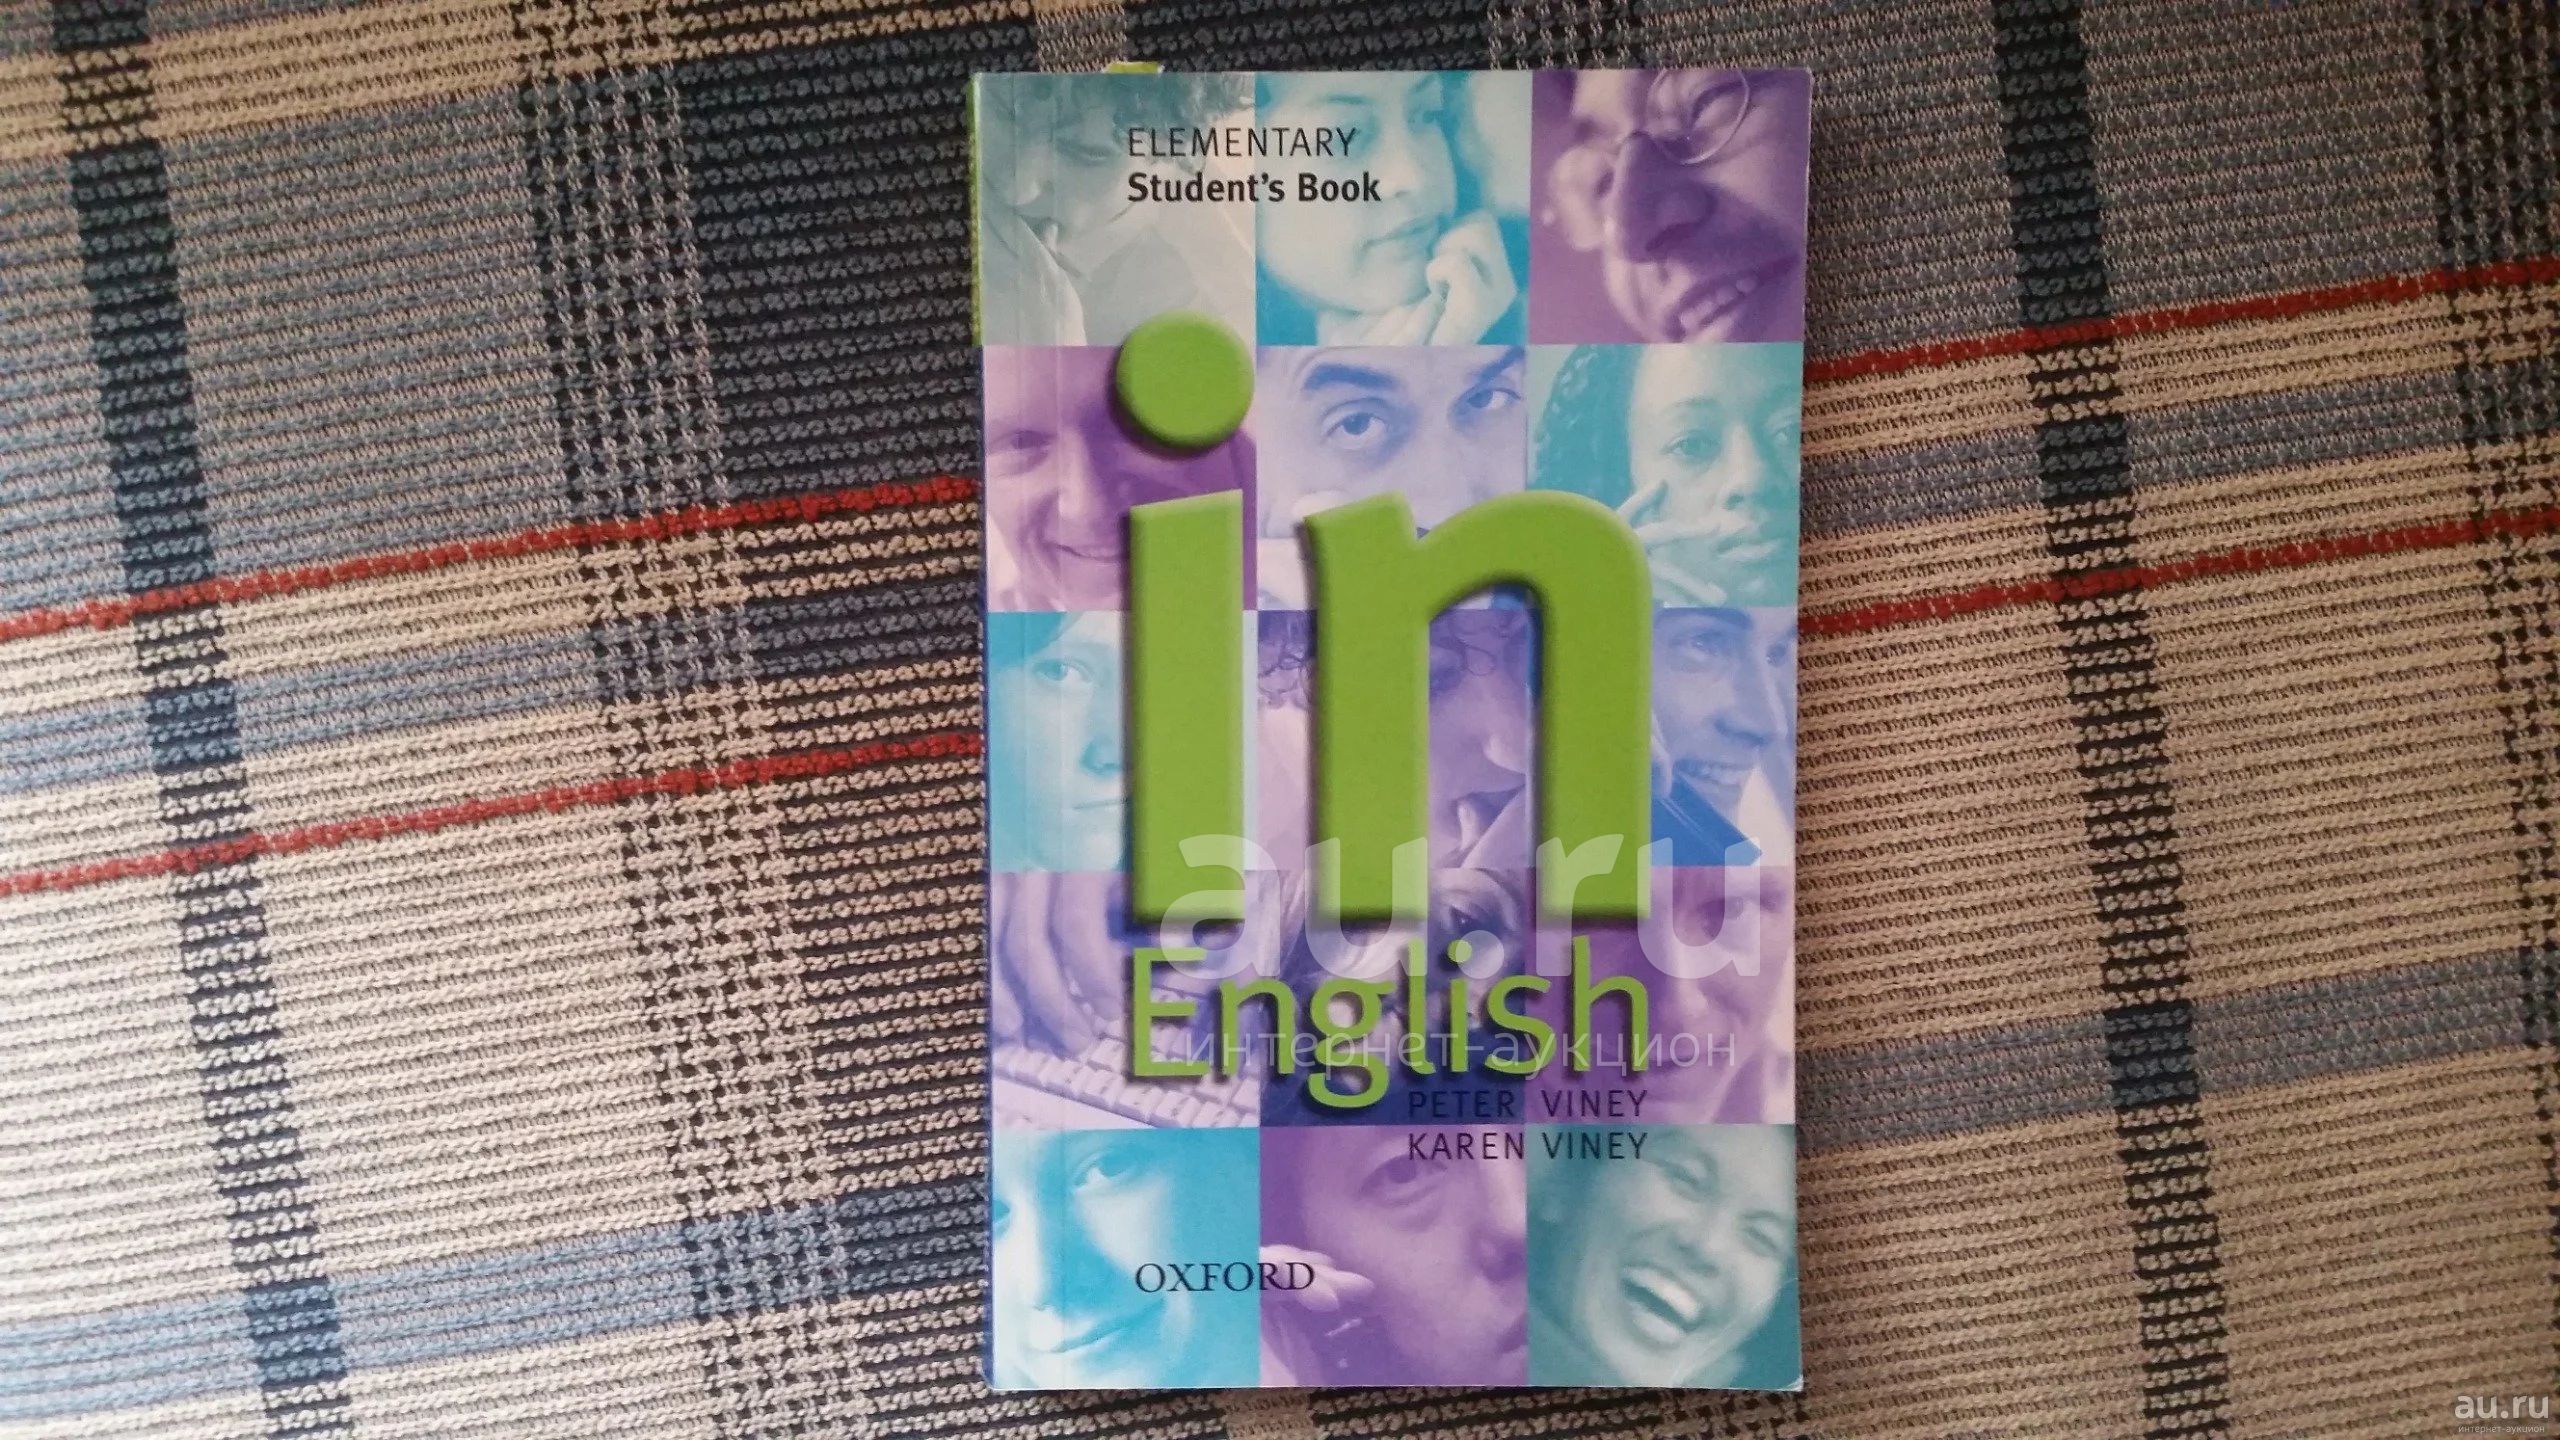 ELEMENTARY
Student's Book
in
au.ru
English
интернет-аукцион
PETER VINEY
KAREN VINEY
OXFORD
au.ru
интернет-аукцион